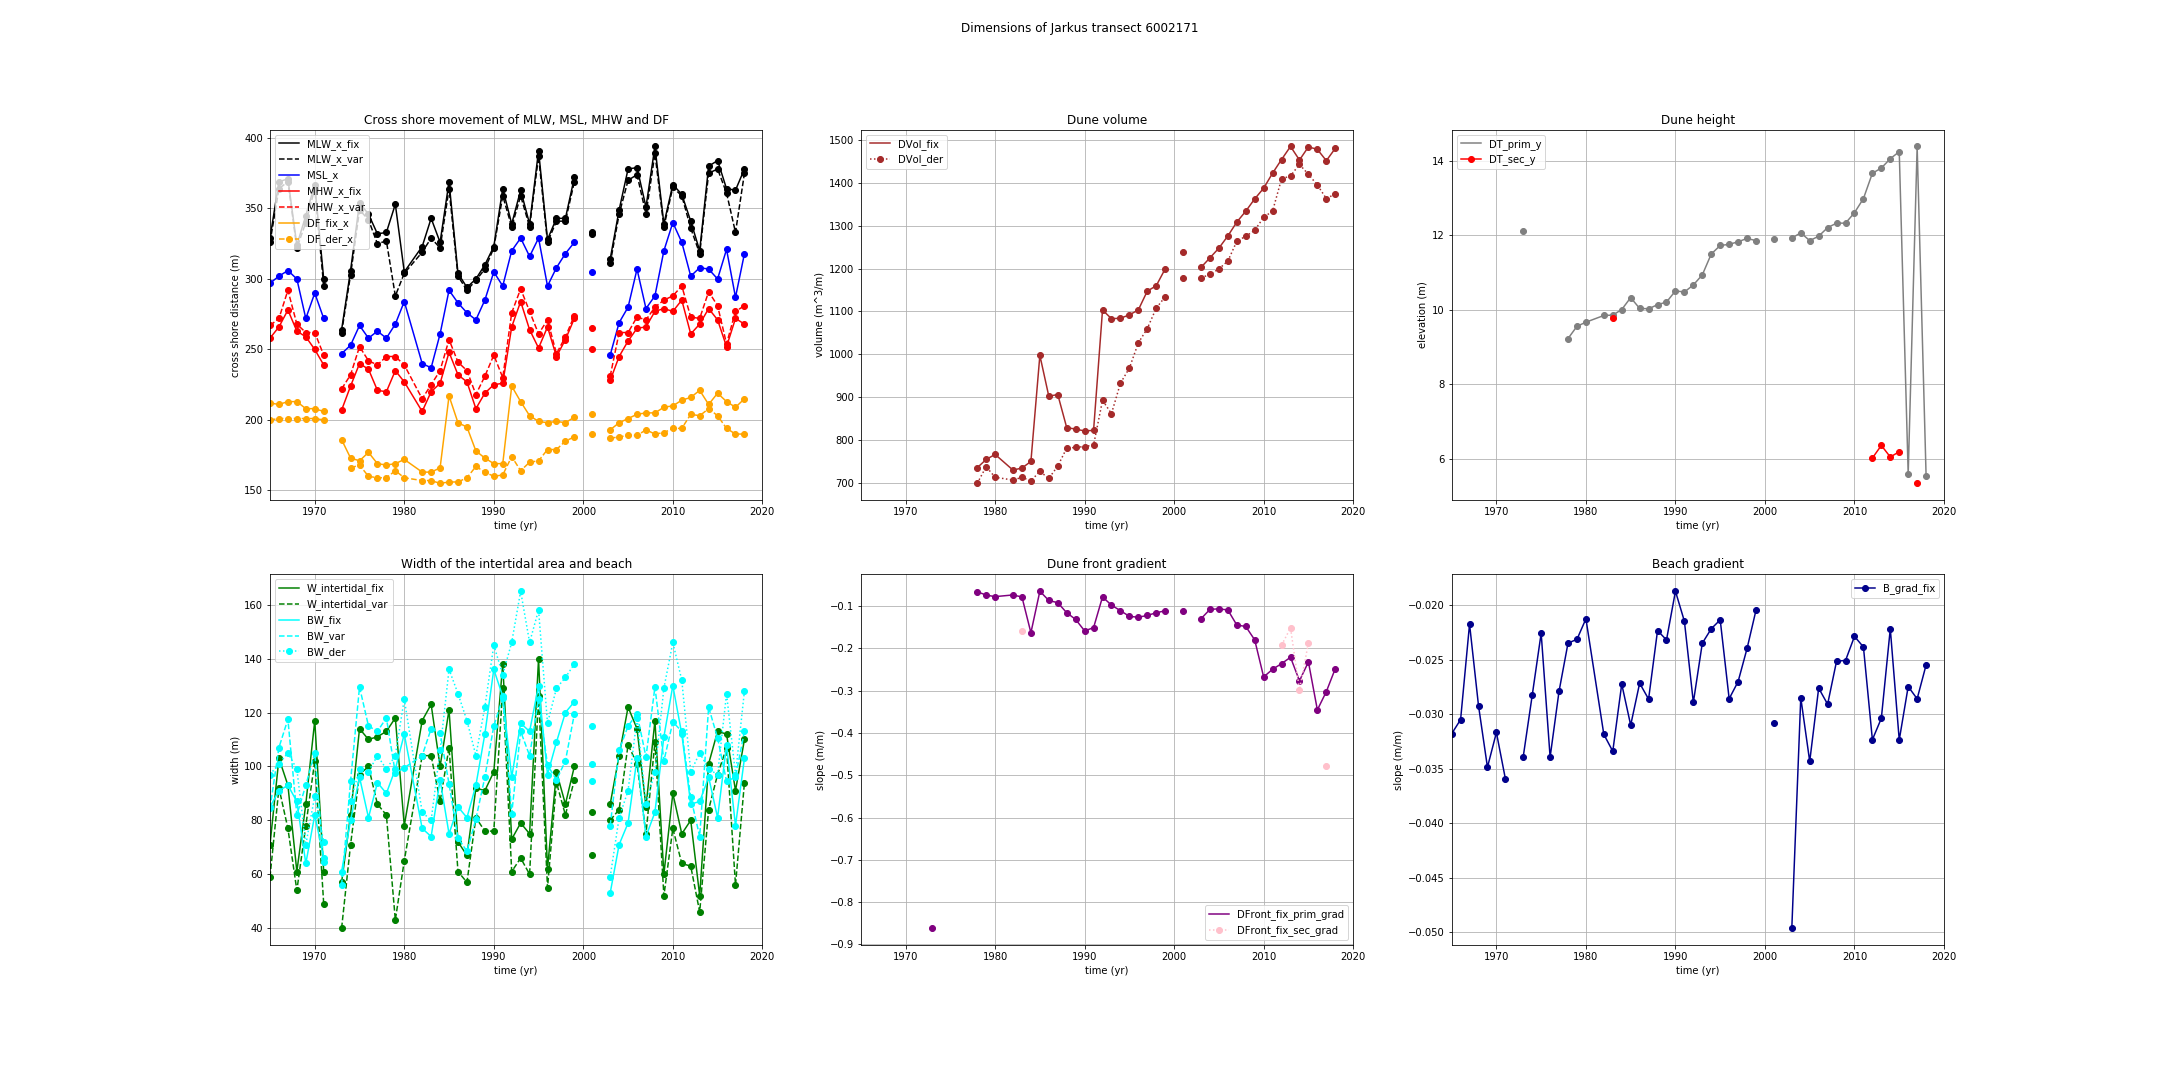 Dimensions of Jarkus transect 6002171
Cross shore movement of MLW, MSL, MHW and DF
cross shore distance (m)
400
350
300
250
200
150
MLW_x_fix
MLW_x_var
MSL_x
MHW_x_fix
MHW_x_var
DF_fix_x
DF_der_x
1970 1980 1990 2000 2010 2020
time (yr)
Dune volume
volume (m^3/m)
1500
1400
1300
1200
1100
1000
900
800
700
DVol_fix
DVol_der
1970 1980 1990 2000 2010 2020
time (yr)
Dune height
elevation (m)
14
12
10
8
6
DT_prim_y
DT_sec_y
1970 1980 1990 2000 2010 2020
time (yr)
Width of the intertidal area and beach
width (m)
160
140
120
100
80
60
40
W_intertidal_fix
W_intertidal_var
BW_fix
BW_var
BW_der
1970 1980 1990 2000 2010 2020
time (yr)
Dune front gradient
slope (m/m)
−0.1
−0.2
−0.3
−0.4
−0.5
−0.6
−0.7
−0.8
−0.9
DFront_fix_prim_grad
DFront_fix_sec_grad
1970 1980 1990 2000 2010 2020
time (yr)
Beach gradient
slope (m/m)
−0.020
−0.025
−0.030
−0.035
−0.040
−0.045
−0.050
B_grad_fix
1970 1980 1990 2000 2010 2020
time (yr)